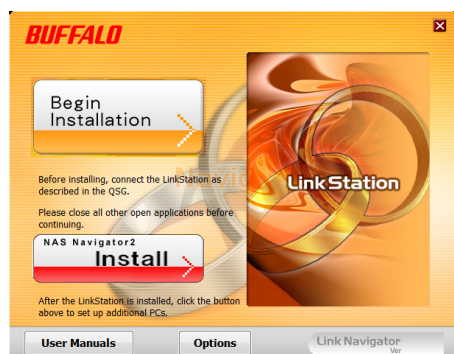 BUFFALO
Begin
Installation
Before installing, connect the LinkStation as
described in the QSG.
Please close all other open applications before
continuing.
LinkStation
NAS Navigator2
Install
After the LinkStation is installed, click the button
above to set up additional PCs.
User Manuals
Options
Link Navigator
Ver